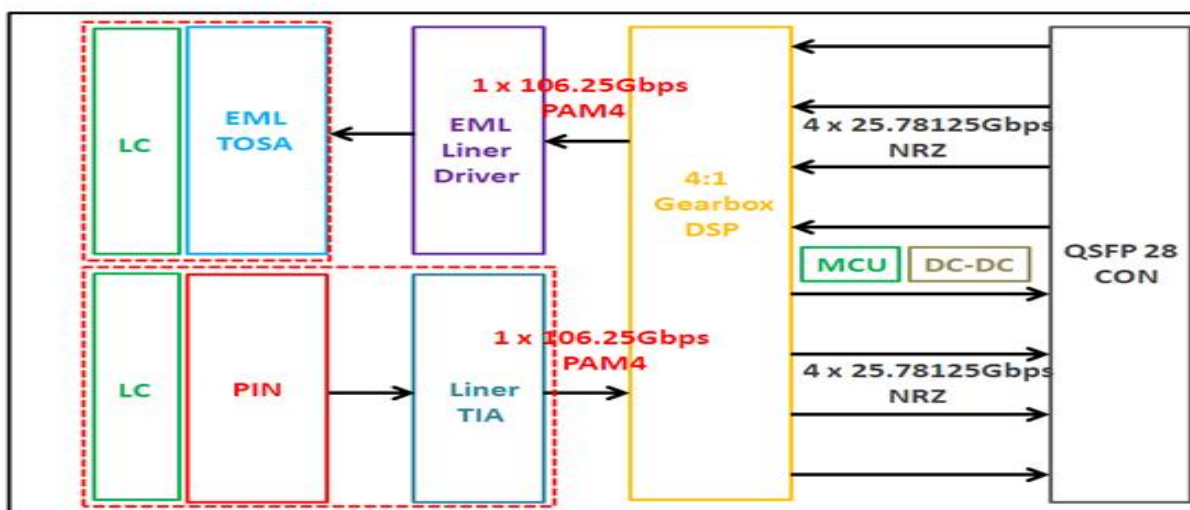 LC
EML
TOSA
EML
Liner
Driver
1 x 106.25Gbps
PAM4
4:1
Gearbox
DSP
4 x 25.78125Gbps
NRZ
MCU
DC-DC
QSFP 28
CON
LC
PIN
Liner
TIA
1 x 106.25Gbps
PAM4
4 x 25.78125Gbps
NRZ